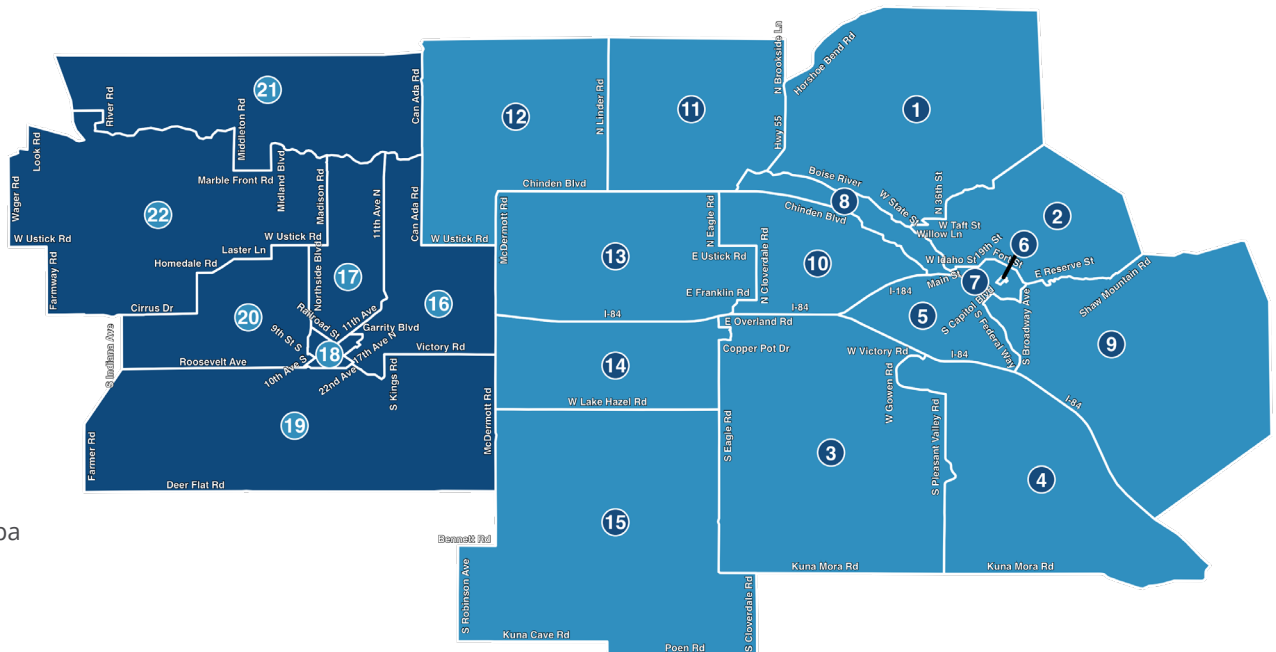 21
River Rd
Middleton Rd
Can Ada Rd
12
N Linder Rd
11
N Brookside Ln
Hwy 55
Horshoe Bend Rd
1
Look Rd
Wager Rd
22
Marble Front Rd
Midland Blvd
Madison Rd
11th Ave N
Can Ada Rd
Chinden Blvd
Boise River
8
W State St
N 36th St
W Taft St
Willow Ln
2
W Ustick Rd
Laster Ln
W Ustick Rd
W Ustick Rd
McDermott Rd
13
N Eagle Rd
E Ustick Rd
N Cloverdale Rd
Chinden Blvd
10
W Idaho St
19th St
Fort St
6
E Reserve St
Shaw Mountain Rd
Farmway Rd
Homedale Rd
Northside Blvd
17
16
E Franklin Rd
I-84
I-184
Main St
7
Cirrus Dr
20
Railroad St
11th Ave
Garrity Blvd
I-84
E Overland Rd
5
S Capitol Blvd
S Federal Way
S Broadway Ave
9
S Indiana Ave
9th St S
18
17th Ave N
Victory Rd
Copper Pot Dr
W Victory Rd
I-84
Roosevelt Ave
10th Ave S
22nd Ave
S Kings Rd
14
W Lake Hazel Rd
W Gowen Rd
I-84
19
Farmer Rd
McDermott Rd
S Eagle Rd
3
S Pleasant Valley Rd
4
Deer Flat Rd
15
pa
Bennett Rd
S Robinson Ave
Kuna Mora Rd
Kuna Mora Rd
S Cloverdale Rd
Kuna Cave Rd
Poen Rd